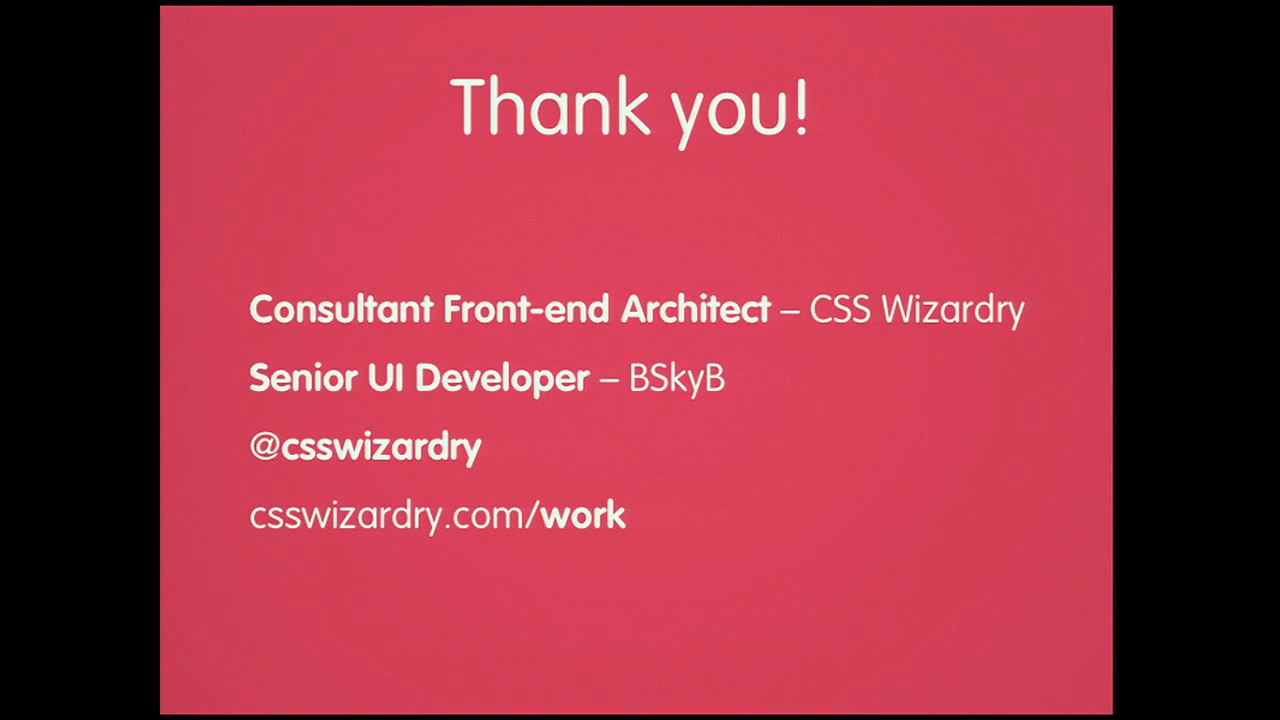 Thank you!
Consultant Front-end Architect – CSS Wizardry
Senior UI Developer – BSkyB
@csswizardry
csswizardry.com/work